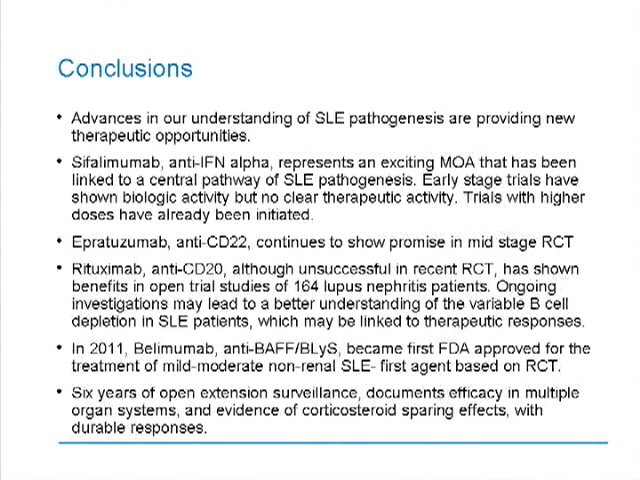 Conclusions
• Advances in our understanding of SLE pathogenesis are providing new
therapeutic opportunities.
• Sifalimumab, anti-IFN alpha, represents an exciting MOA that has been
linked to a central pathway of SLE pathogenesis. Early stage trials have
shown biologic activity but no clear therapeutic activity. Trials with higher
doses have already been initiated.
• Epratuzumab, anti-CD22, continues to show promise in mid stage RCT
• Rituximab, anti-CD20, although unsuccessful in recent RCT, has shown
benefits in open trial studies of 164 lupus nephritis patients. Ongoing
investigations may lead to a better understanding of the variable B cell
depletion in SLE patients, which may be linked to therapeutic responses.
• In 2011, Belimumab, anti-BAFF/BLyS, became first FDA approved for the
treatment of mild-moderate non-renal SLE- first agent based on RCT.
• Six years of open extension surveillance, documents efficacy in multiple
organ systems, and evidence of corticosteroid sparing effects, with
durable responses.